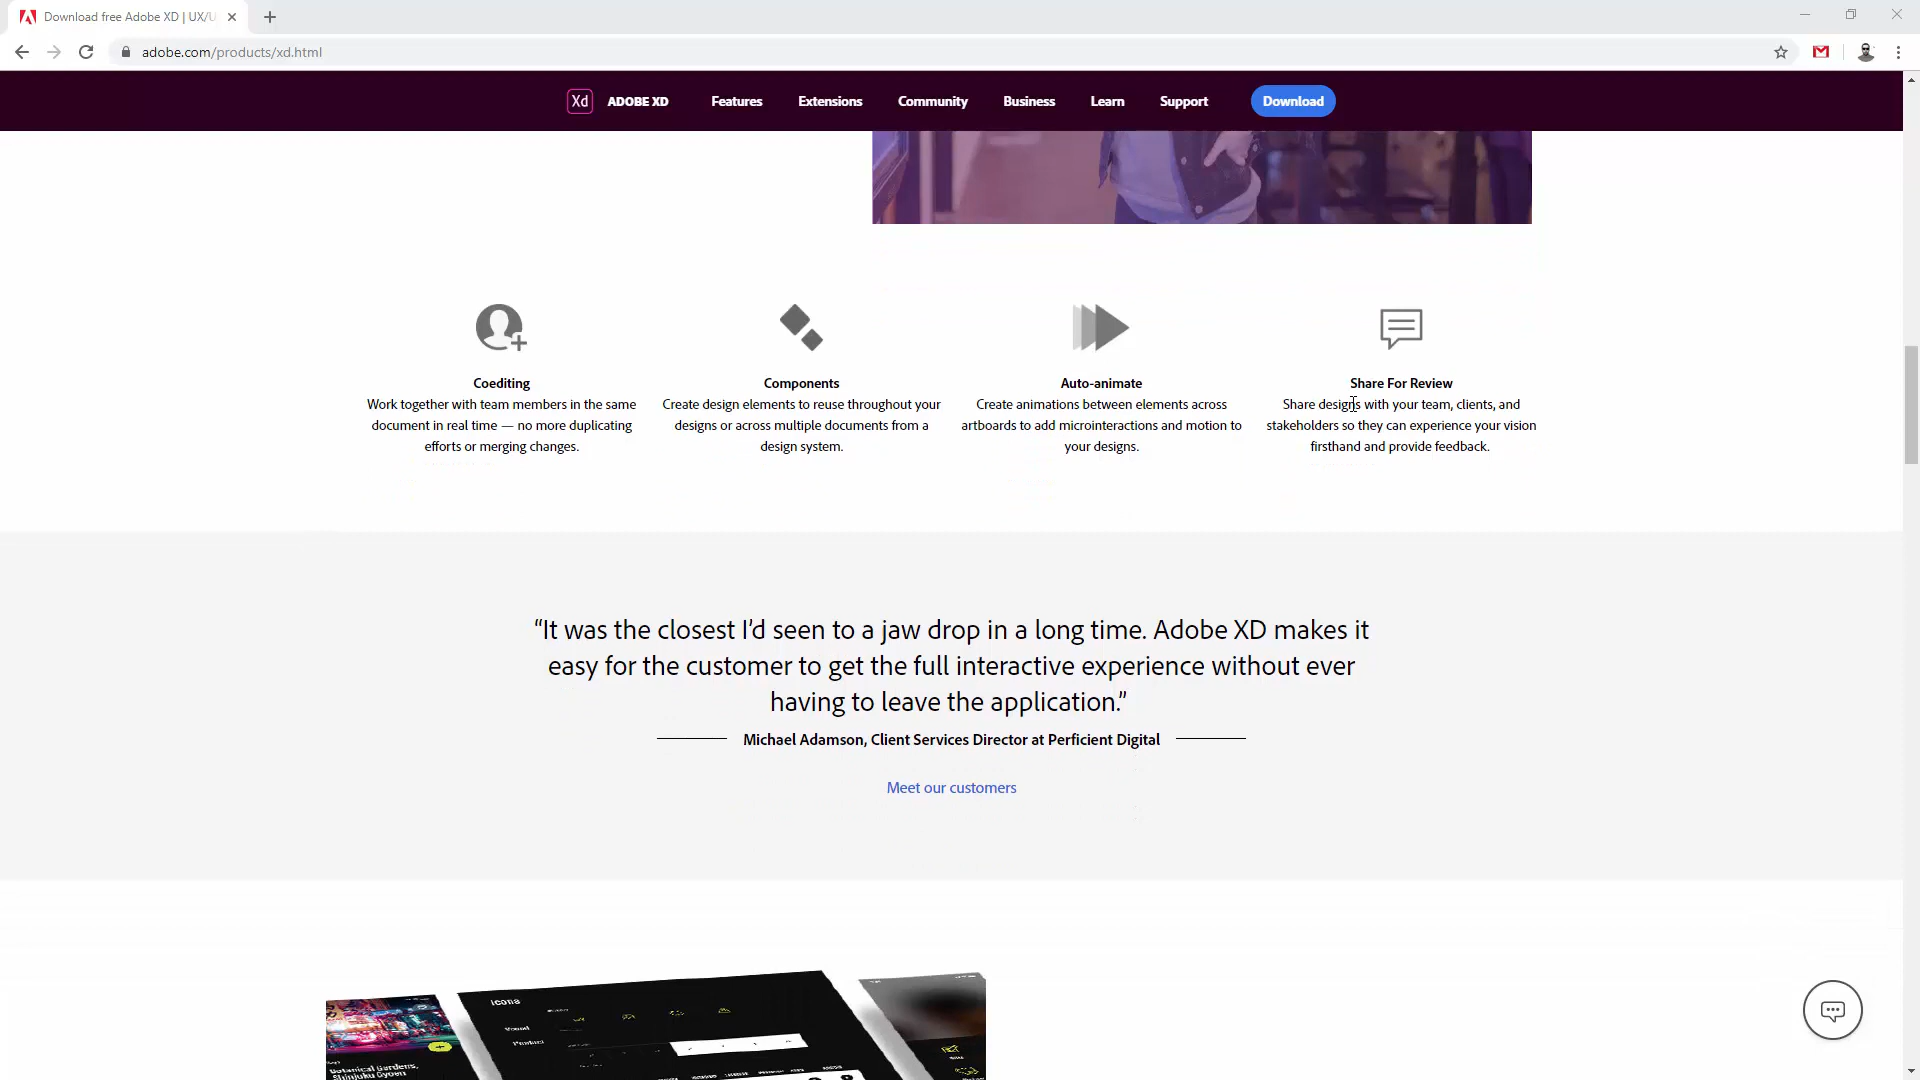 Download free Adobe XD | UX/U
adobe.com/products/xd.html
Xd ADOBE XD Features Extensions Community Business Learn Support Download
Coediting
Work together with team members in the same
document in real time — no more duplicating
efforts or merging changes.
Components
Create design elements to reuse throughout your
designs or across multiple documents from a
design system.
Auto-animate
Create animations between elements across
artboards to add microinteractions and motion to
your designs.
Share For Review
Share designs with your team, clients, and
stakeholders so they can experience your vision
firsthand and provide feedback.
“It was the closest I’d seen to a jaw drop in a long time. Adobe XD makes it
easy for the customer to get the full interactive experience without ever
having to leave the application.”
Michael Adamson, Client Services Director at Perficient Digital
Meet our customers
icons
Product
Botanical Gardens,
Shinjuku Gyoen